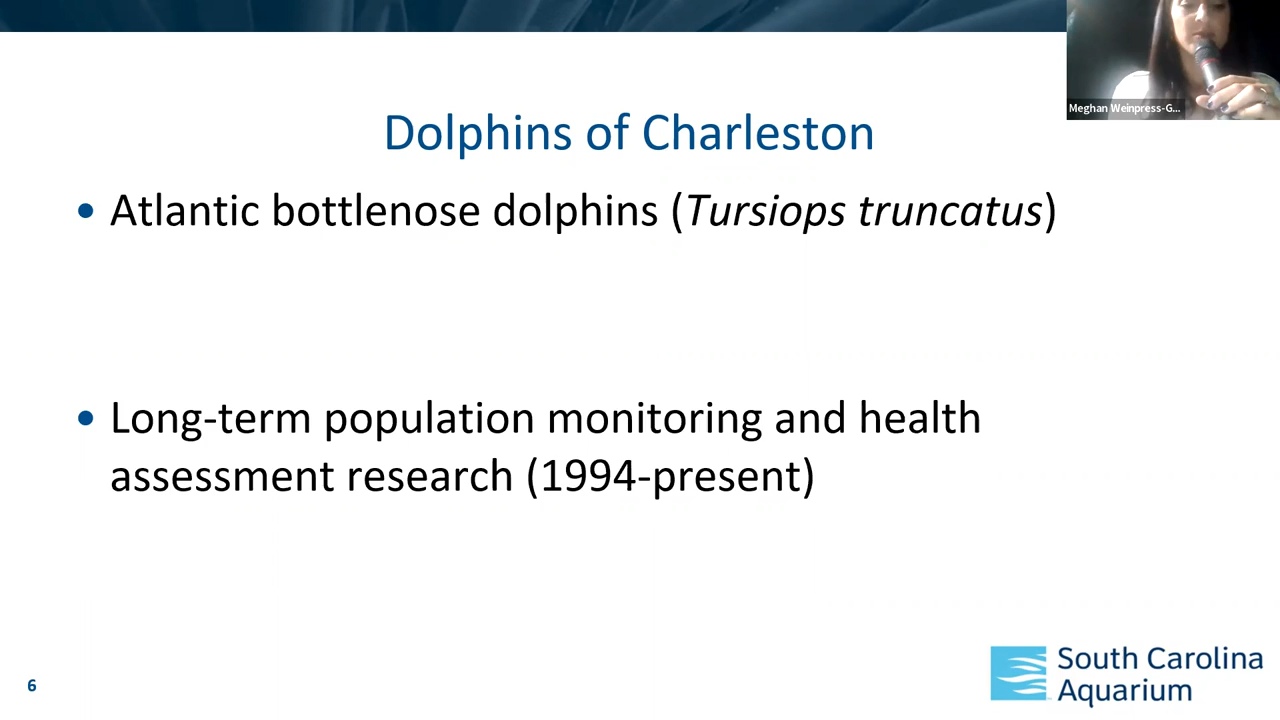 Meghan Weinpress-G...
Dolphins of Charleston
• Atlantic bottlenose dolphins (Tursiops truncatus)
• Long-term population monitoring and health
assessment research (1994-present)
6
South Carolina
Aquarium